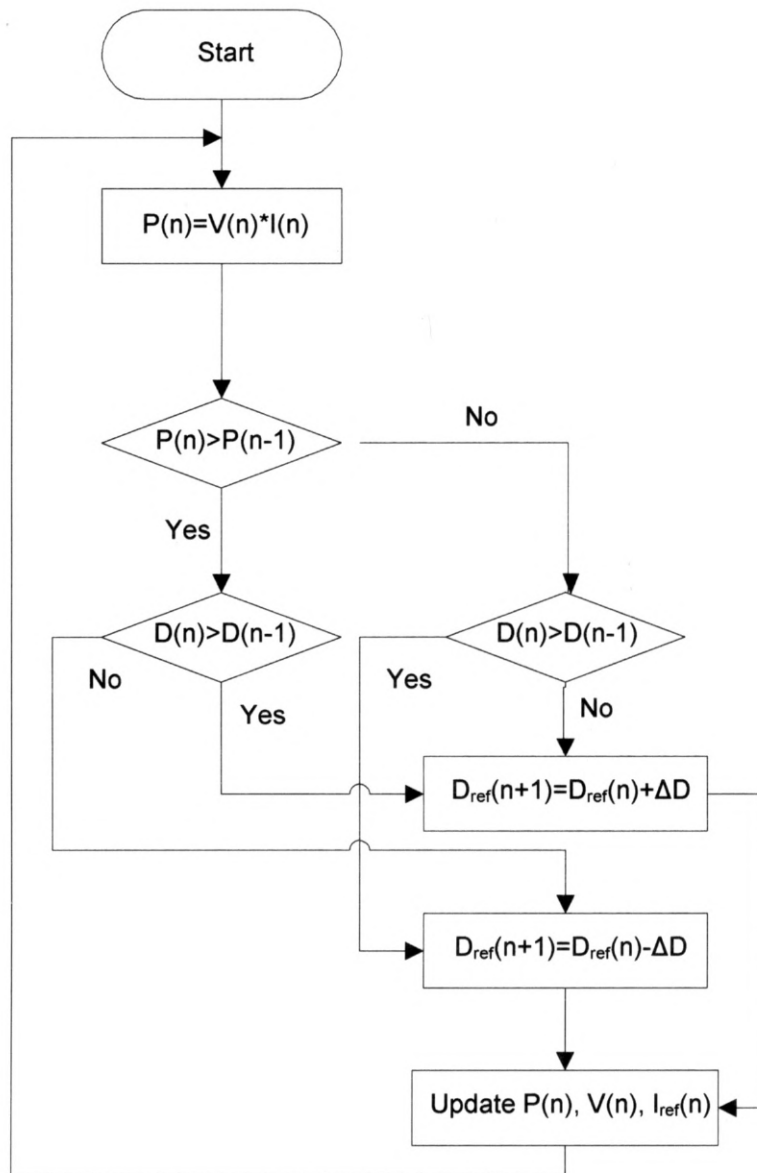 Start
P(n)=V(n)*I(n)
P(n)>P(n-1)
No
Yes
D(n)>D(n-1)
D(n)>D(n-1)
No
Yes
Yes
No
Dref(n+1)=Dref(n)+ΔD
Dref(n+1)=Dref(n)-ΔD
Update P(n), V(n), Iref(n)